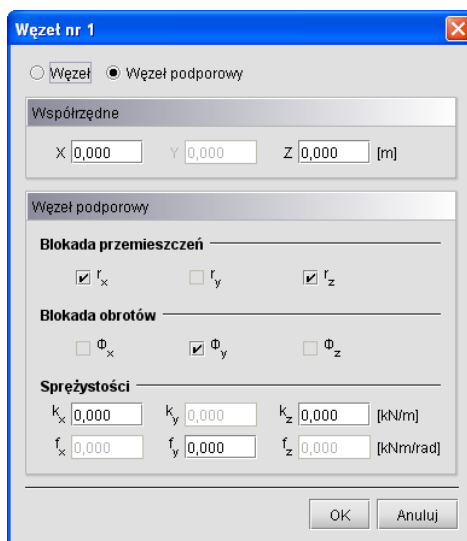 Węzeł nr 1
Węzeł Węzeł podporowy
Współrzędne
X 0,000 Y 0,000 Z 0,000 [m]
Węzeł podporowy
Blokada przemieszczeń
rx ry rz
Blokada obrotów
Φx Φy Φz
Sprężystości
kx 0,000 ky 0,000 kz 0,000 [kN/m]
fx 0,000 fy 0,000 fz 0,000 [kNm/rad]
OK Anuluj